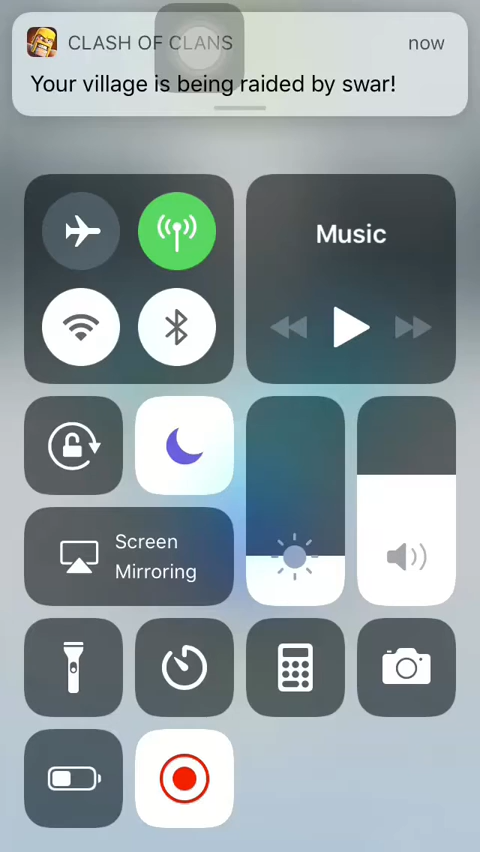 CLASH OF CLANS now
Your village is being raided by swar!
Music
Screen
Mirroring